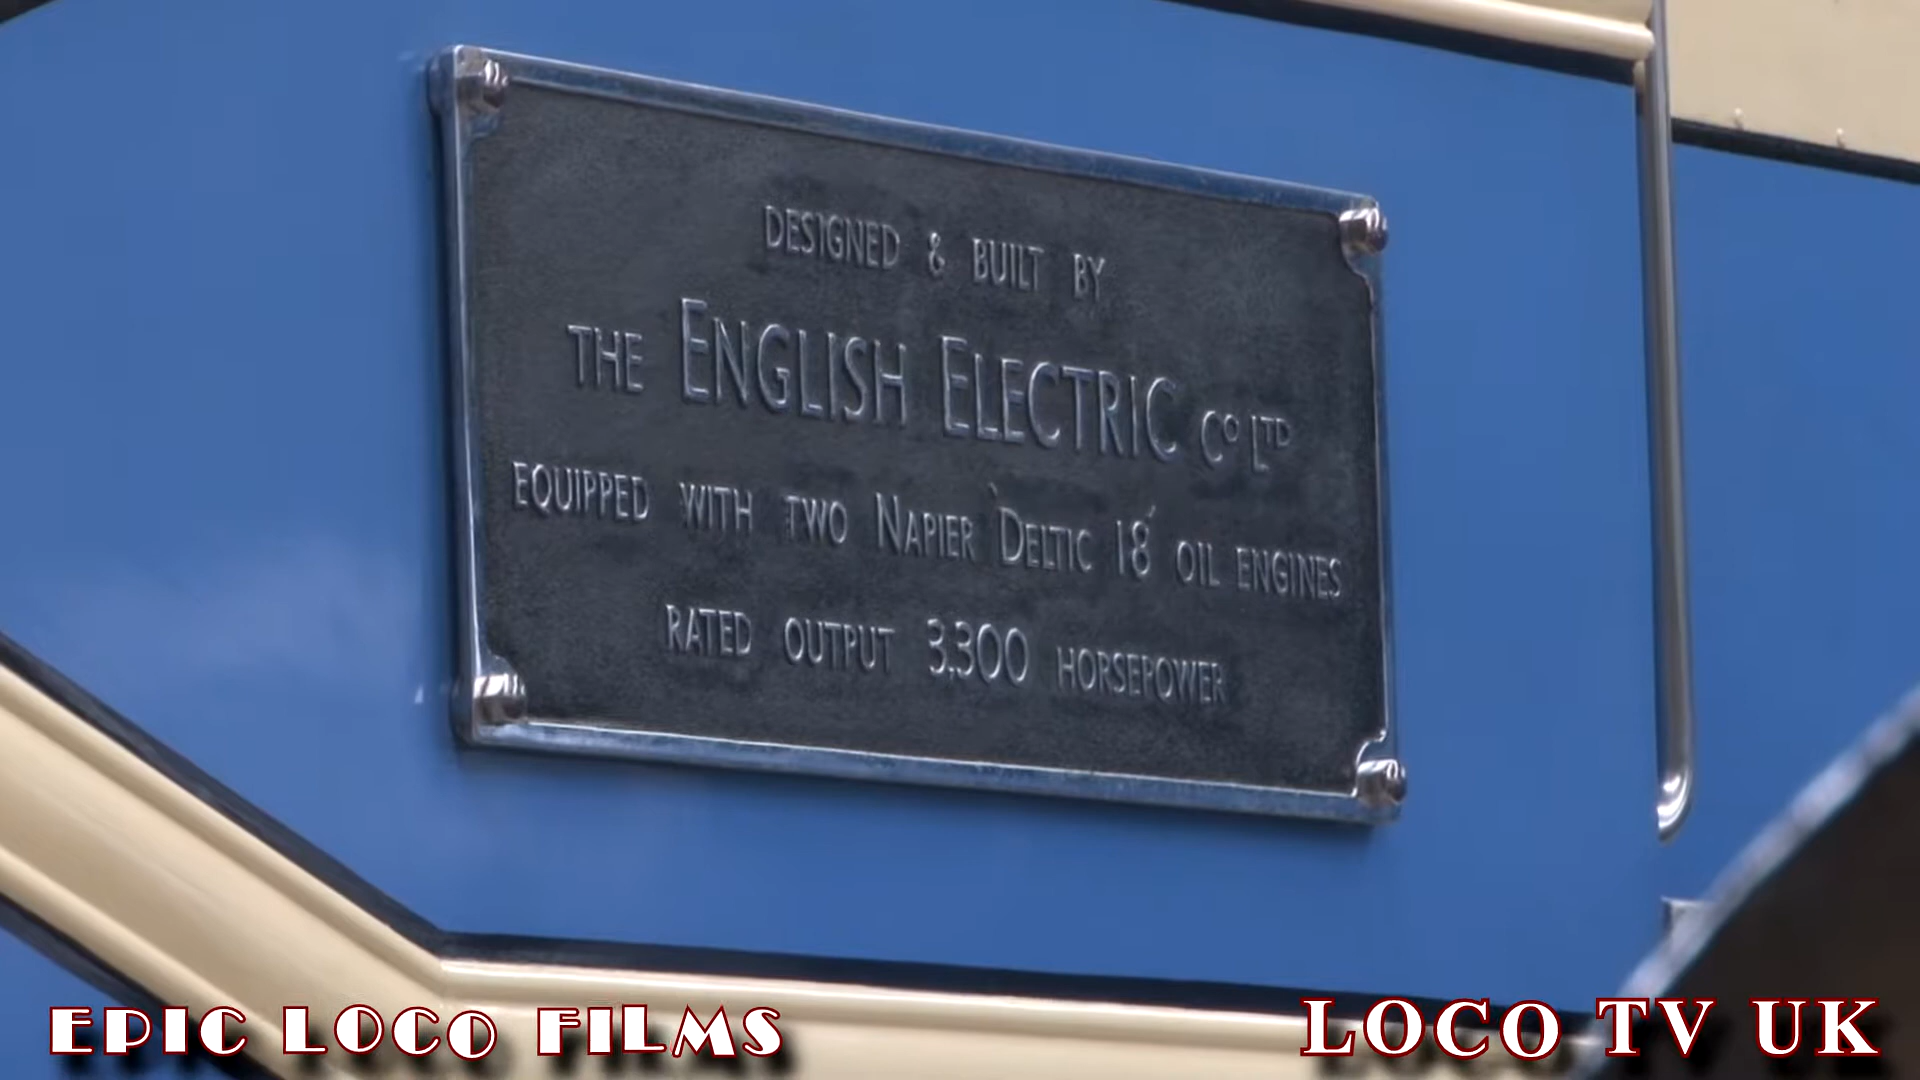 DESIGNED & BUILT BY
THE ENGLISH ELECTRIC CO LTD
EQUIPPED WITH TWO NAPIER 'DELTIC 18' OIL ENGINES
RATED OUTPUT 3,300 HORSEPOWER
EPIC LOCO FILMS
LOCO TV UK